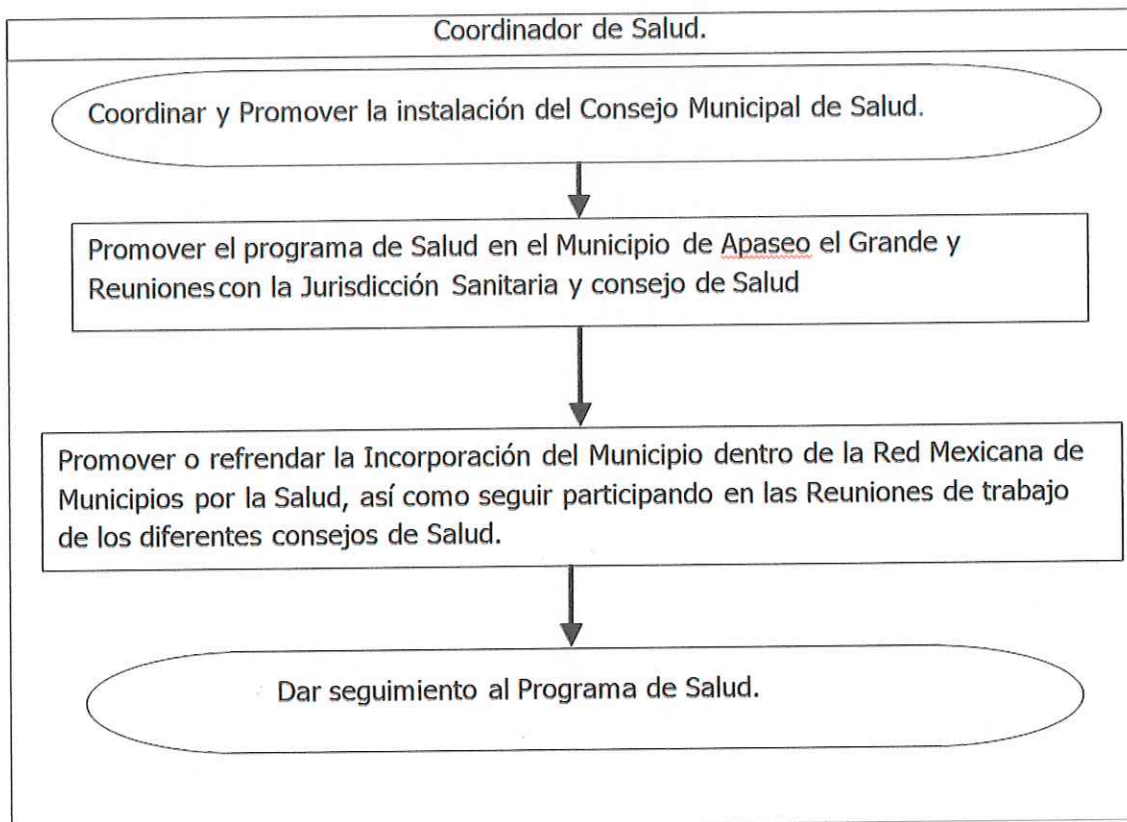 Coordinador de Salud.
Coordinar y Promover la instalación del Consejo Municipal de Salud.
Promover el programa de Salud en el Municipio de Apaseo el Grande y
Reuniones con la Jurisdicción Sanitaria y consejo de Salud
Promover o refrendar la Incorporación del Municipio dentro de la Red Mexicana de
Municipios por la Salud, así como seguir participando en las Reuniones de trabajo
de los diferentes consejos de Salud.
Dar seguimiento al Programa de Salud.